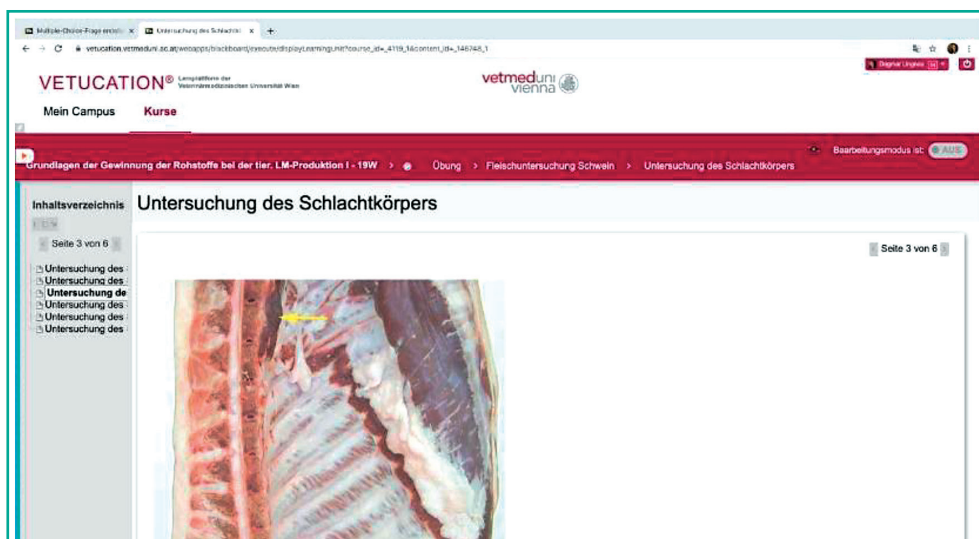 Multiple-Choice-Frage erstelle
Untersuchung des Schlachtkö
vetucation.vetmeduni.ac.at/webapps/blackboard/execute/displayLearningUnit?course_id=_4119_1&content_id=_146748_1
VETUCATION® Lernplattform der
Veterinärmedizinischen Universität Wien
vetmeduni
vienna
Mein Campus Kurse
Grundlagen der Gewinnung der Rohstoffe bei der tier. LM-Produktion I - 19W > Übung > Fleischuntersuchung Schwein > Untersuchung des Schlachtkörpers
Bearbeitungsmodus ist: AUS
Inhaltsverzeichnis
Seite 3 von 6
Untersuchung des
Untersuchung des
Untersuchung de
Untersuchung des
Untersuchung des
Untersuchung des
Untersuchung des Schlachtkörpers
Seite 3 von 6